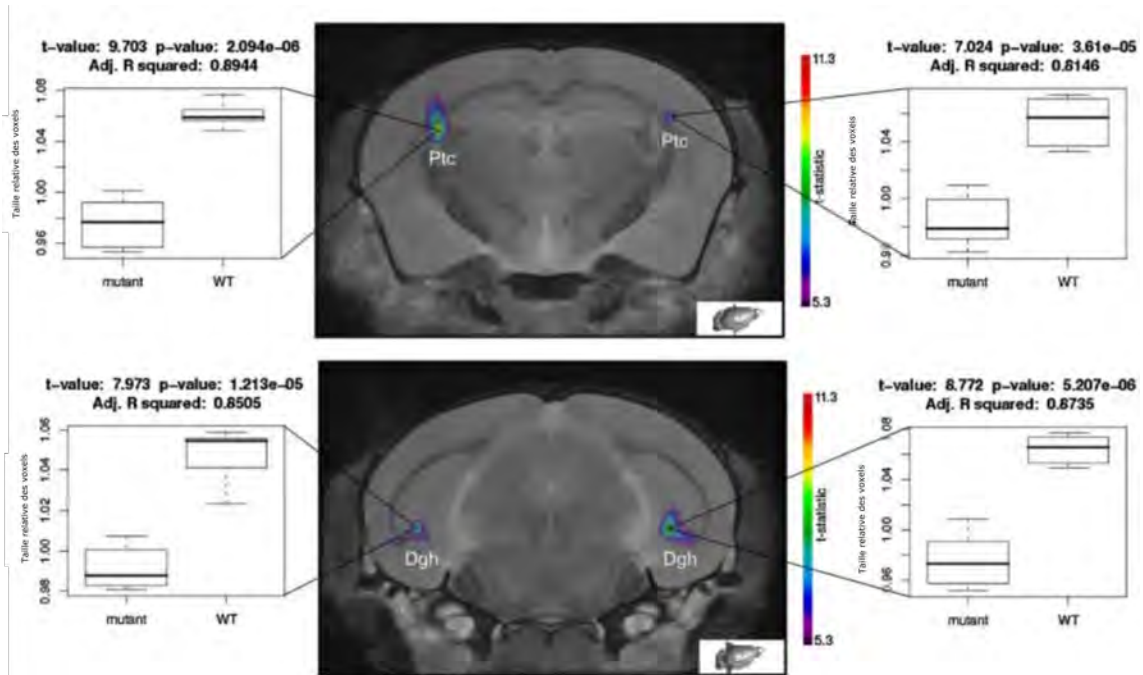 t-value: 9.703 p-value: 2.094e-06
Adj. R squared: 0.8944
Taille relative des voxels
1.08
1.04
1.00
0.96
mutant WT
Ptc
Ptc
11.3
t-statistic
5.3
t-value: 7.024 p-value: 3.61e-05
Adj. R squared: 0.8146
Taille relative des voxels
1.04
1.00
mutant WT
t-value: 7.973 p-value: 1.213e-05
Adj. R squared: 0.8505
Taille relative des voxels
1.06
1.04
1.02
1.00
0.98
mutant WT
Dgh
Dgh
11.3
t-statistic
5.3
t-value: 8.772 p-value: 5.207e-06
Adj. R squared: 0.8735
Taille relative des voxels
1.04
1.00
0.96
mutant WT